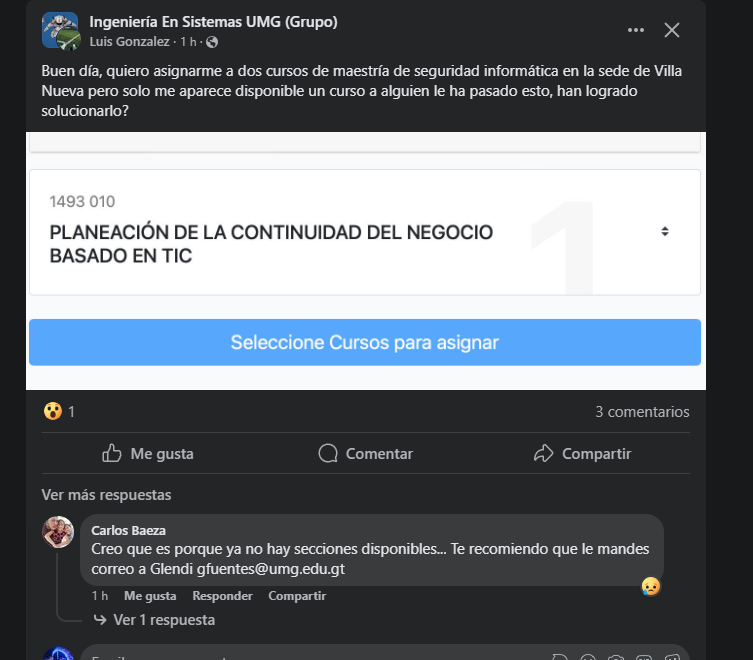 Ingeniería En Sistemas UMG (Grupo)
Luis Gonzalez · 1 h ·
Buen día, quiero asignarme a dos cursos de maestría de seguridad informática en la sede de Villa
Nueva pero solo me aparece disponible un curso a alguien le ha pasado esto, han logrado
solucionarlo?
1493 010
PLANEACIÓN DE LA CONTINUIDAD DEL NEGOCIO
BASADO EN TIC
1
Seleccione Cursos para asignar
1
3 comentarios
Me gusta
Comentar
Compartir
Ver más respuestas
Carlos Baeza
Creo que es porque ya no hay secciones disponibles... Te recomiendo que le mandes
correo a Glendi gfuentes@umg.edu.gt
1 h Me gusta Responder Compartir
Ver 1 respuesta